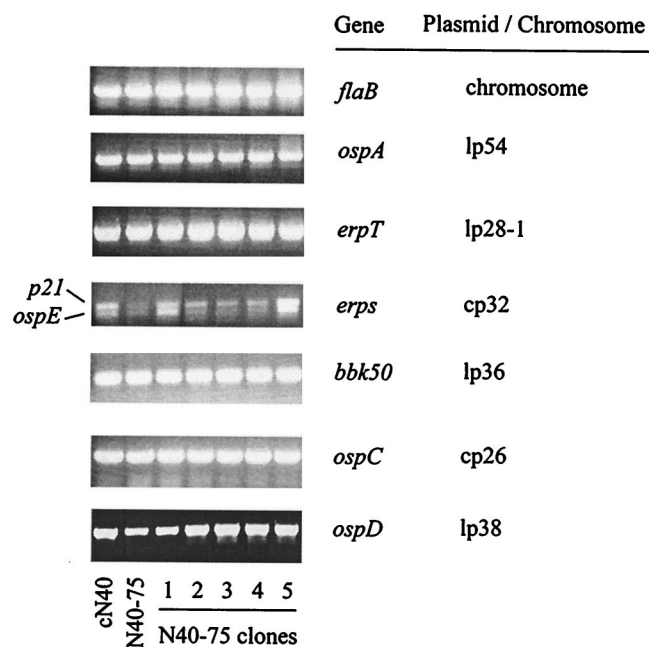 Gene Plasmid / Chromosome
flaB chromosome
ospA lp54
erpT lp28-1
p21
ospE
erps cp32
bbk50 lp36
ospC cp26
ospD lp38
cN40
N40-75
1 2 3 4 5
N40-75 clones